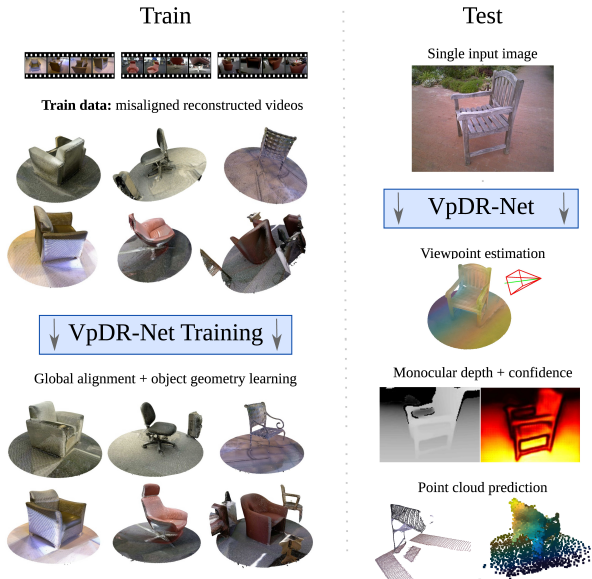 Train
Train data: misaligned reconstructed videos
VpDR-Net Training
Global alignment + object geometry learning
Test
Single input image
VpDR-Net
Viewpoint estimation
Monocular depth + confidence
Point cloud prediction